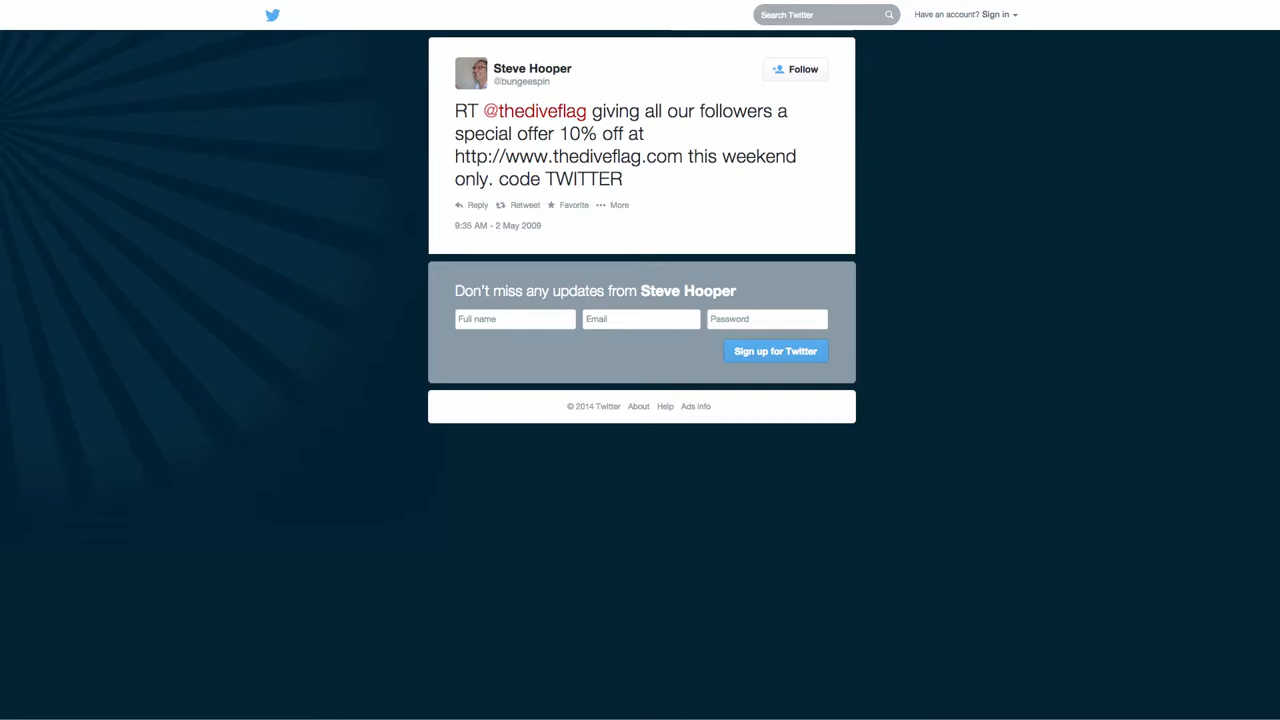 Search Twitter
Have an account? Sign in
Steve Hooper
@bungeespin
Follow
RT @thediveflag giving all our followers a
special offer 10% off at
http://www.thediveflag.com this weekend
only. code TWITTER
Reply Retweet Favorite More
9:35 AM - 2 May 2009
Don't miss any updates from Steve Hooper
Full name Email Password
Sign up for Twitter
© 2014 Twitter About Help Ads info